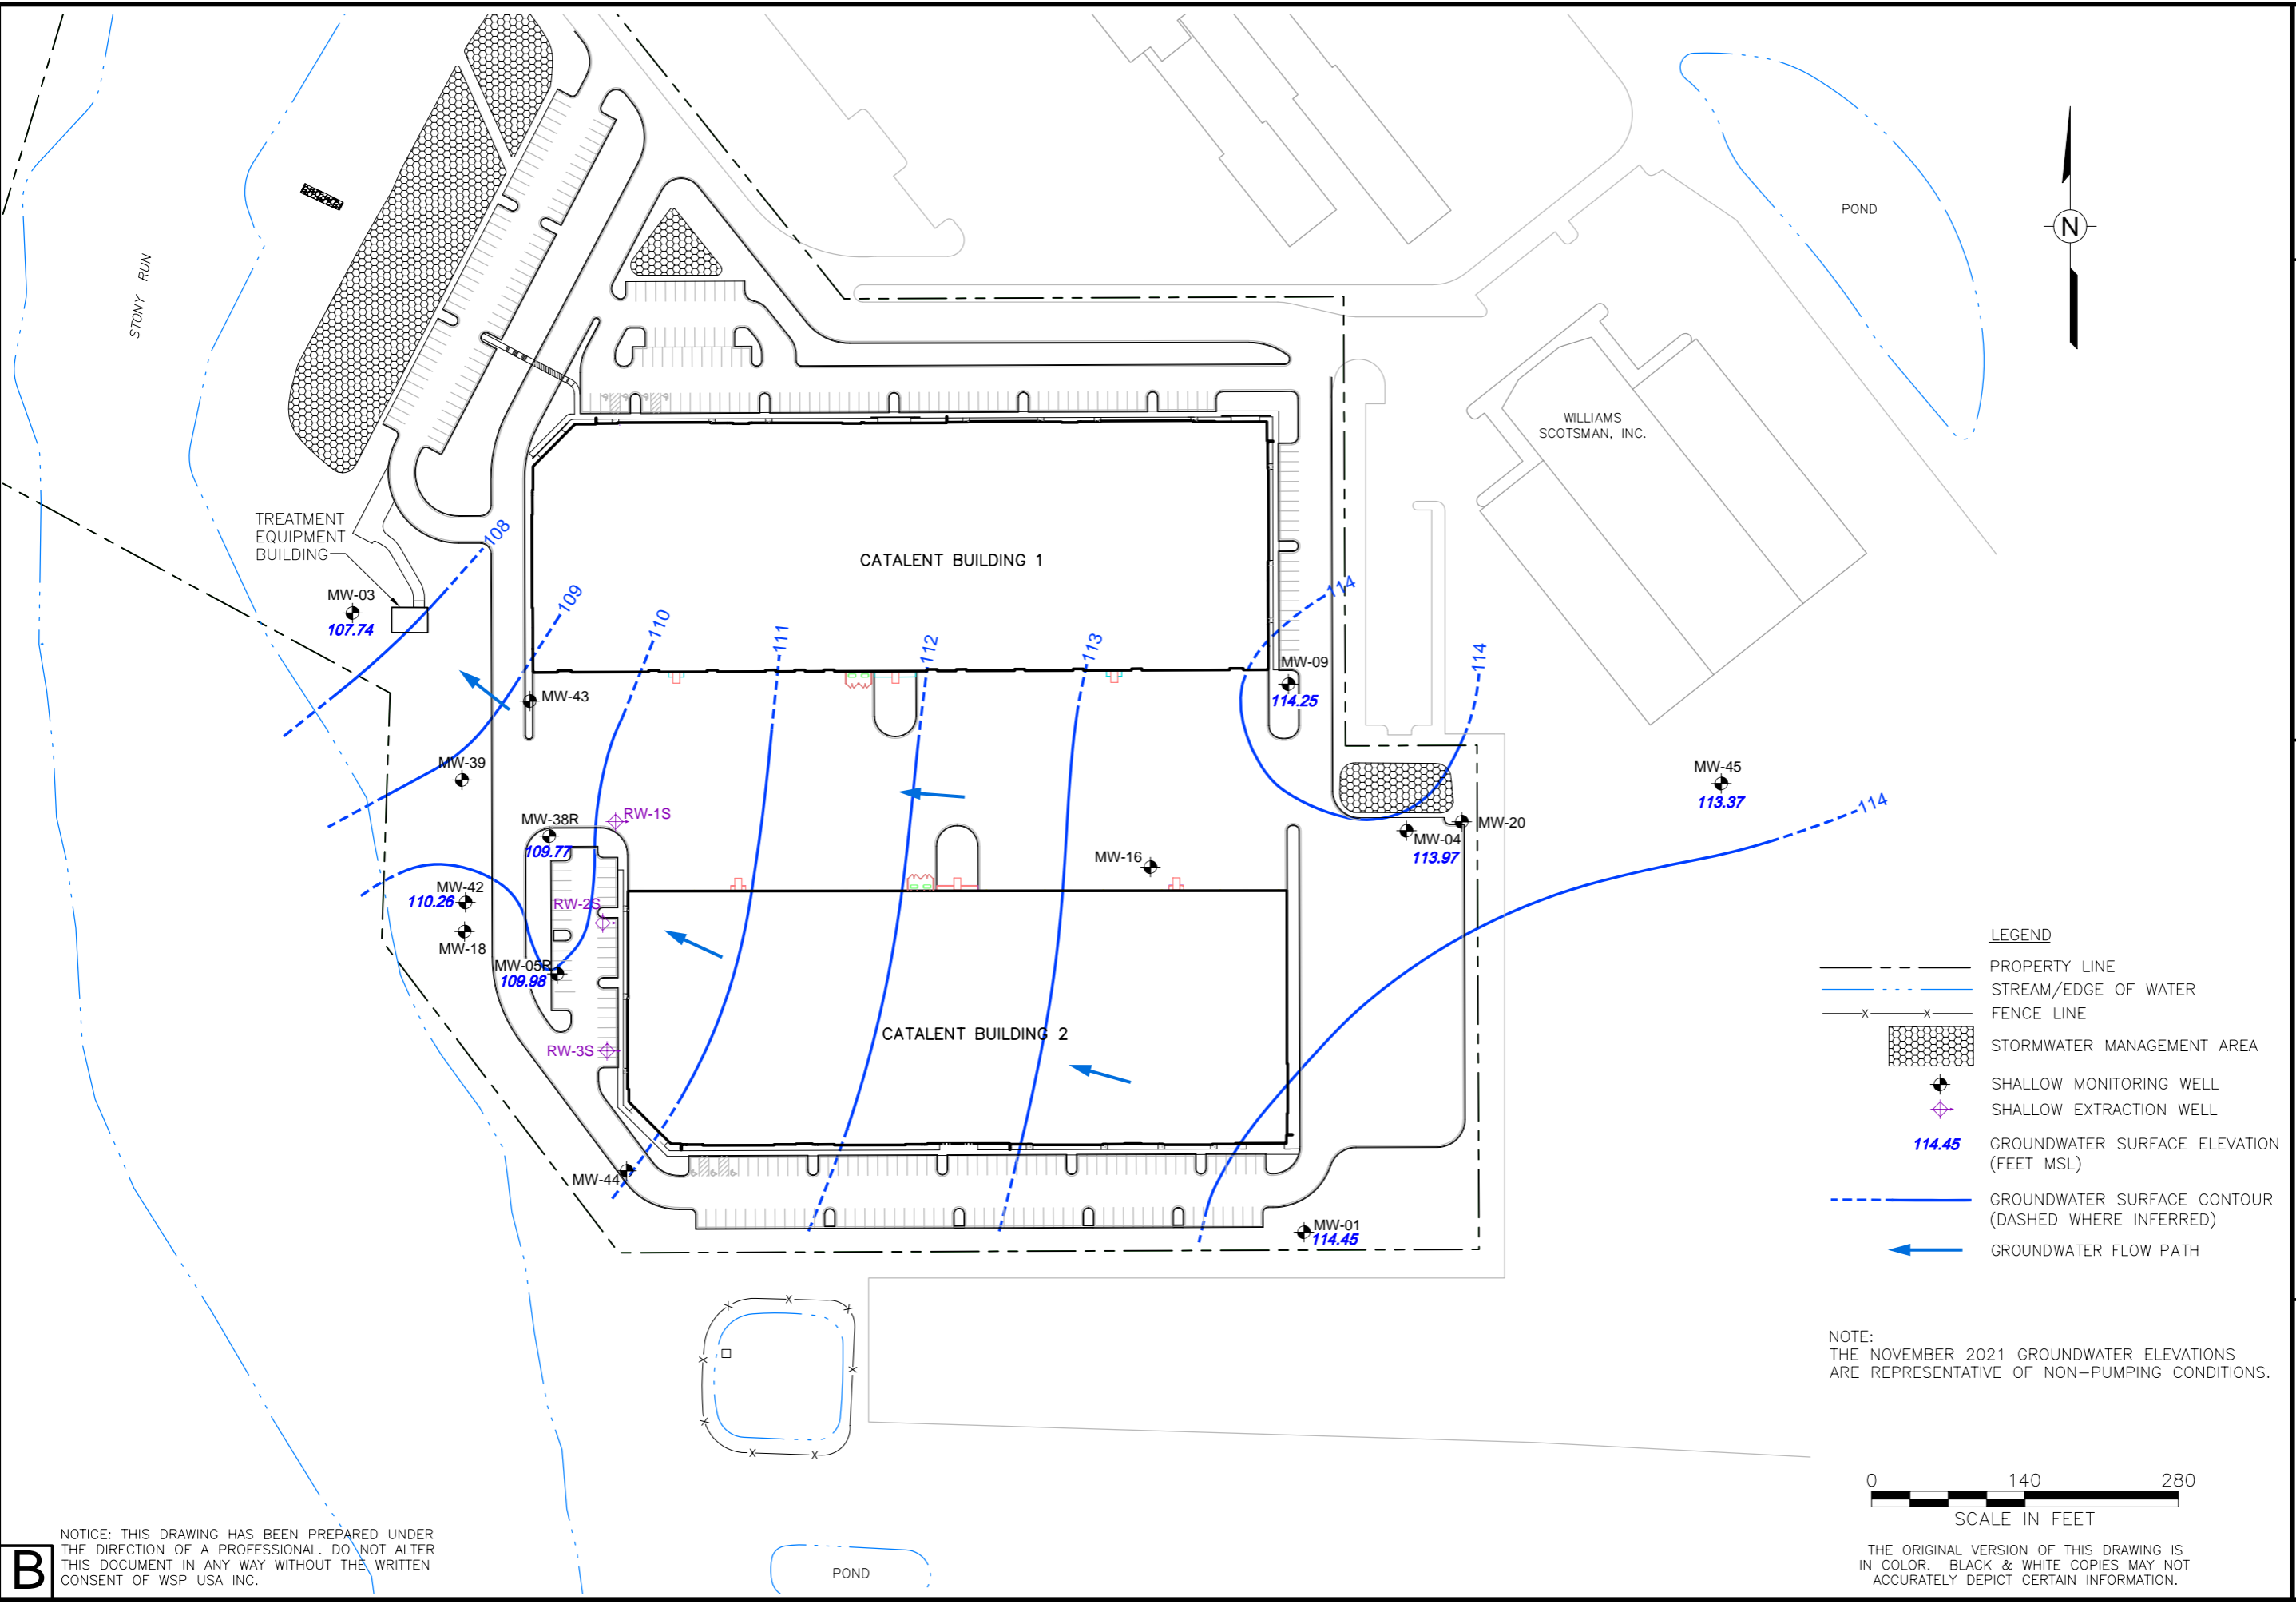 POND
N
STONY RUN
WILLIAMS
SCOTSMAN, INC.
TREATMENT
EQUIPMENT
BUILDING
108
109
110
111
112
113
114
114
114
CATALENT BUILDING 1
MW-03
107.74
MW-43
MW-09
114.25
MW-39
MW-45
113.37
RW-1S
MW-38R
109.77
MW-20
MW-04
113.97
MW-16
MW-42
110.26
RW-2S
MW-18
MW-05R
109.98
CATALENT BUILDING 2
RW-3S
MW-44
MW-01
114.45
LEGEND
PROPERTY LINE
STREAM/EDGE OF WATER
X X FENCE LINE
STORMWATER MANAGEMENT AREA
SHALLOW MONITORING WELL
SHALLOW EXTRACTION WELL
114.45 GROUNDWATER SURFACE ELEVATION
(FEET MSL)
GROUNDWATER SURFACE CONTOUR
(DASHED WHERE INFERRED)
GROUNDWATER FLOW PATH
NOTE:
THE NOVEMBER 2021 GROUNDWATER ELEVATIONS
ARE REPRESENTATIVE OF NON-PUMPING CONDITIONS.
0 140 280
SCALE IN FEET
THE ORIGINAL VERSION OF THIS DRAWING IS
IN COLOR. BLACK & WHITE COPIES MAY NOT
ACCURATELY DEPICT CERTAIN INFORMATION.
POND
B
NOTICE: THIS DRAWING HAS BEEN PREPARED UNDER
THE DIRECTION OF A PROFESSIONAL. DO NOT ALTER
THIS DOCUMENT IN ANY WAY WITHOUT THE WRITTEN
CONSENT OF WSP USA INC.